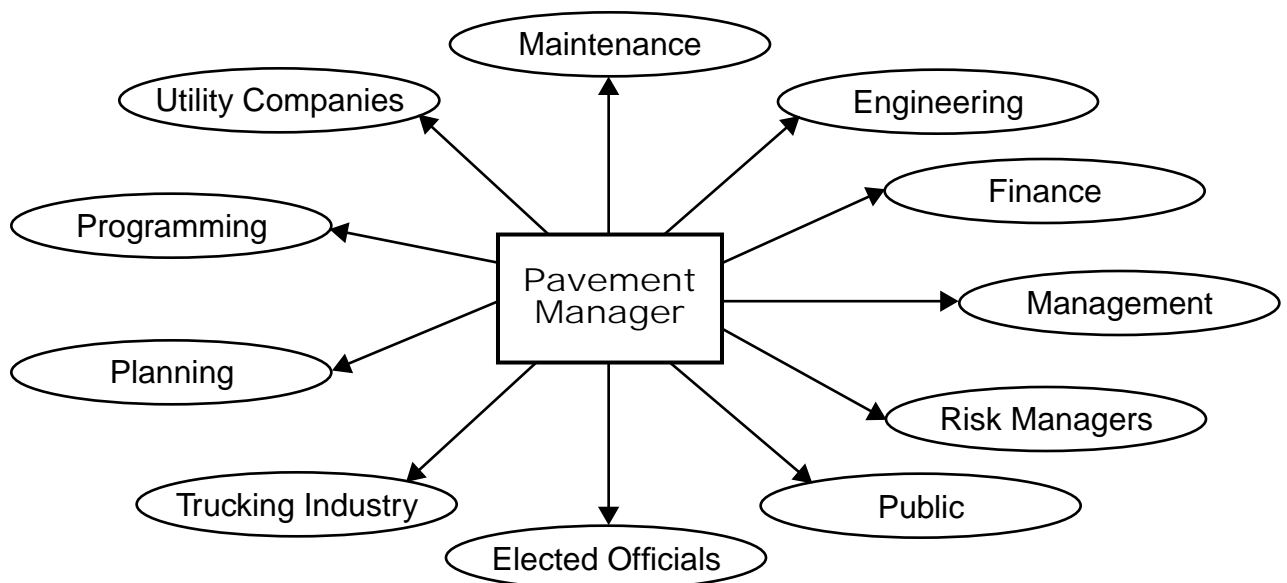 Maintenance
Utility Companies
Engineering
Finance
Programming
Pavement
Manager
Management
Planning
Risk Managers
Trucking Industry
Public
Elected Officials